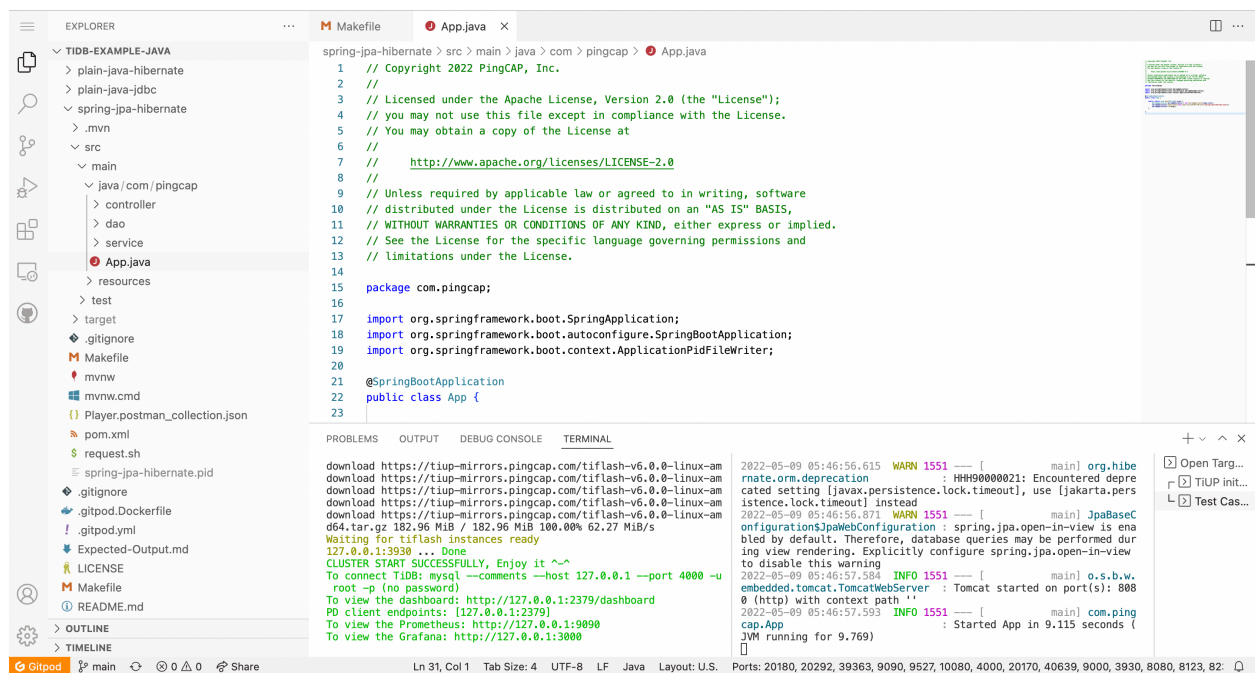 EXPLORER
TIDB-EXAMPLE-JAVA
plain-java-hibernate
plain-java-jdbc
spring-jpa-hibernate
.mvn
src
main
java/com/pingcap
controller
dao
service
App.java
resources
test
target
.gitignore
Makefile
mvnw
mvnw.cmd
Player.postman_collection.json
pom.xml
request.sh
spring-jpa-hibernate.pid
.gitignore
.gitpod.Dockerfile
.gitpod.yml
Expected-Output.md
LICENSE
Makefile
README.md
OUTLINE
TIMELINE
Makefile
App.java
spring-jpa-hibernate > src > main > java > com > pingcap > App.java
1 // Copyright 2022 PingCAP, Inc.
2 //
3 // Licensed under the Apache License, Version 2.0 (the "License");
4 // you may not use this file except in compliance with the License.
5 // You may obtain a copy of the License at
6 //
7 //     http://www.apache.org/licenses/LICENSE-2.0
8 //
9 // Unless required by applicable law or agreed to in writing, software
10 // distributed under the License is distributed on an "AS IS" BASIS,
11 // WITHOUT WARRANTIES OR CONDITIONS OF ANY KIND, either express or implied.
12 // See the License for the specific language governing permissions and
13 // limitations under the License.
14
15 package com.pingcap;
16
17 import org.springframework.boot.SpringApplication;
18 import org.springframework.boot.autoconfigure.SpringBootApplication;
19 import org.springframework.boot.context.ApplicationPidFileWriter;
20
21 @SpringBootApplication
22 public class App {
23
PROBLEMS OUTPUT DEBUG CONSOLE TERMINAL
download https://tiup-mirrors.pingcap.com/tiflash-v6.0.0-linux-am
download https://tiup-mirrors.pingcap.com/tiflash-v6.0.0-linux-am
download https://tiup-mirrors.pingcap.com/tiflash-v6.0.0-linux-am
download https://tiup-mirrors.pingcap.com/tiflash-v6.0.0-linux-am
download https://tiup-mirrors.pingcap.com/tiflash-v6.0.0-linux-am
d64.tar.gz 182.96 MiB / 182.96 MiB 100.00% 62.27 MiB/s
Waiting for tiflash instances ready
127.0.0.1:3930 ... Done
CLUSTER START SUCCESSFULLY, Enjoy it ^-^
To connect TiDB: mysql --comments --host 127.0.0.1 --port 4000 -u
root -p (no password)
To view the dashboard: http://127.0.0.1:2379/dashboard
PD client endpoints: [127.0.0.1:2379]
To view the Prometheus: http://127.0.0.1:9090
To view the Grafana: http://127.0.0.1:3000
2022-05-09 05:46:56.615 WARN 1551 --- [           main] org.hibe
rnate.orm.deprecation            : HHH90000021: Encountered depre
cated setting [javax.persistence.lock.timeout], use [jakarta.pers
istence.lock.timeout] instead
2022-05-09 05:46:56.871 WARN 1551 --- [           main] JpaBaseC
onfiguration$JpaWebConfiguration : spring.jpa.open-in-view is ena
bled by default. Therefore, database queries may be performed dur
ing view rendering. Explicitly configure spring.jpa.open-in-view
to disable this warning
2022-05-09 05:46:57.584 INFO 1551 --- [           main] o.s.b.w.
embedded.tomcat.TomcatWebServer  : Tomcat started on port(s): 808
0 (http) with context path ''
2022-05-09 05:46:57.593 INFO 1551 --- [           main] com.ping
cap.App                          : Started App in 9.115 seconds (
JVM running for 9.769)
Open Targ...
TiUP init...
Test Cas...
Gitpod main 0 0 Share Ln 31, Col 1 Tab Size: 4 UTF-8 LF Java Layout: U.S. Ports: 20180, 20292, 39363, 9090, 9527, 10080, 4000, 20170, 40639, 9000, 3930, 8080, 8123, 82